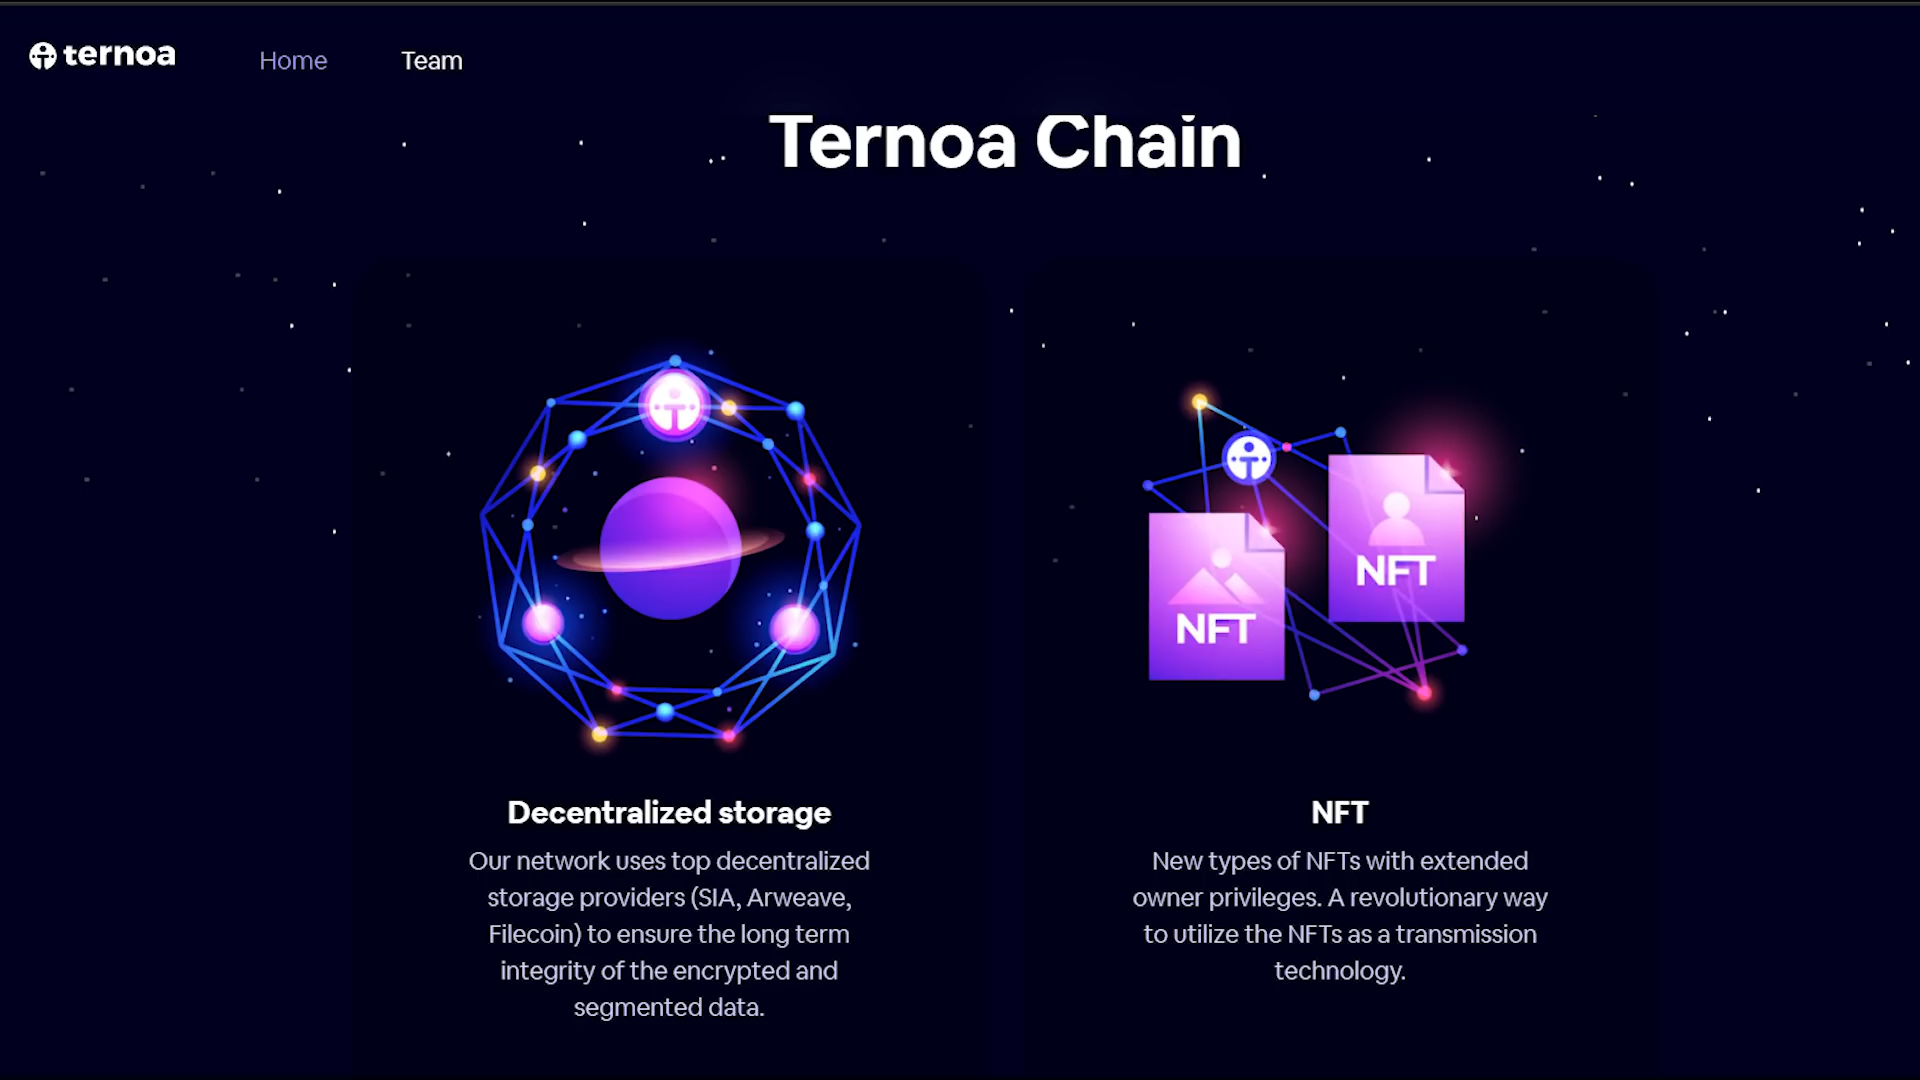 ternoa
Home
Team
Ternoa Chain
NFT
NFT
Decentralized storage
Our network uses top decentralized
storage providers (SIA, Arweave,
Filecoin) to ensure the long term
integrity of the encrypted and
segmented data.
NFT
New types of NFTs with extended
owner privileges. A revolutionary way
to utilize the NFTs as a transmission
technology.